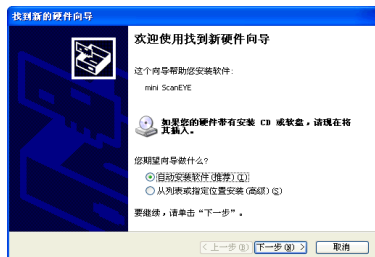 找到新的硬件向导
欢迎使用找到新硬件向导
这个向导帮助您安装软件:
mini ScanEYE
如果您的硬件带有安装 CD 或软盘，请现在将
其插入。
您期望向导做什么?
自动安装软件(推荐)(I)
从列表或指定位置安装(高级)(S)
要继续，请单击“下一步”。
< 上一步(B) 下一步(N) > 取消